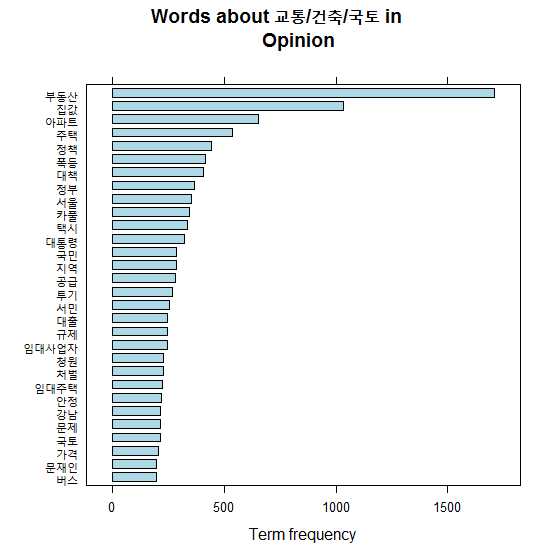 Words about 교통/건축/국토 in
Opinion
부동산
집값
아파트
주택
정책
폭등
대책
정부
서울
카풀
택시
대통령
국민
지역
공급
투기
서민
대출
규제
임대사업자
청원
처벌
임대주택
안정
강남
문제
국토
가격
문재인
버스
0 500 1000 1500
Term frequency